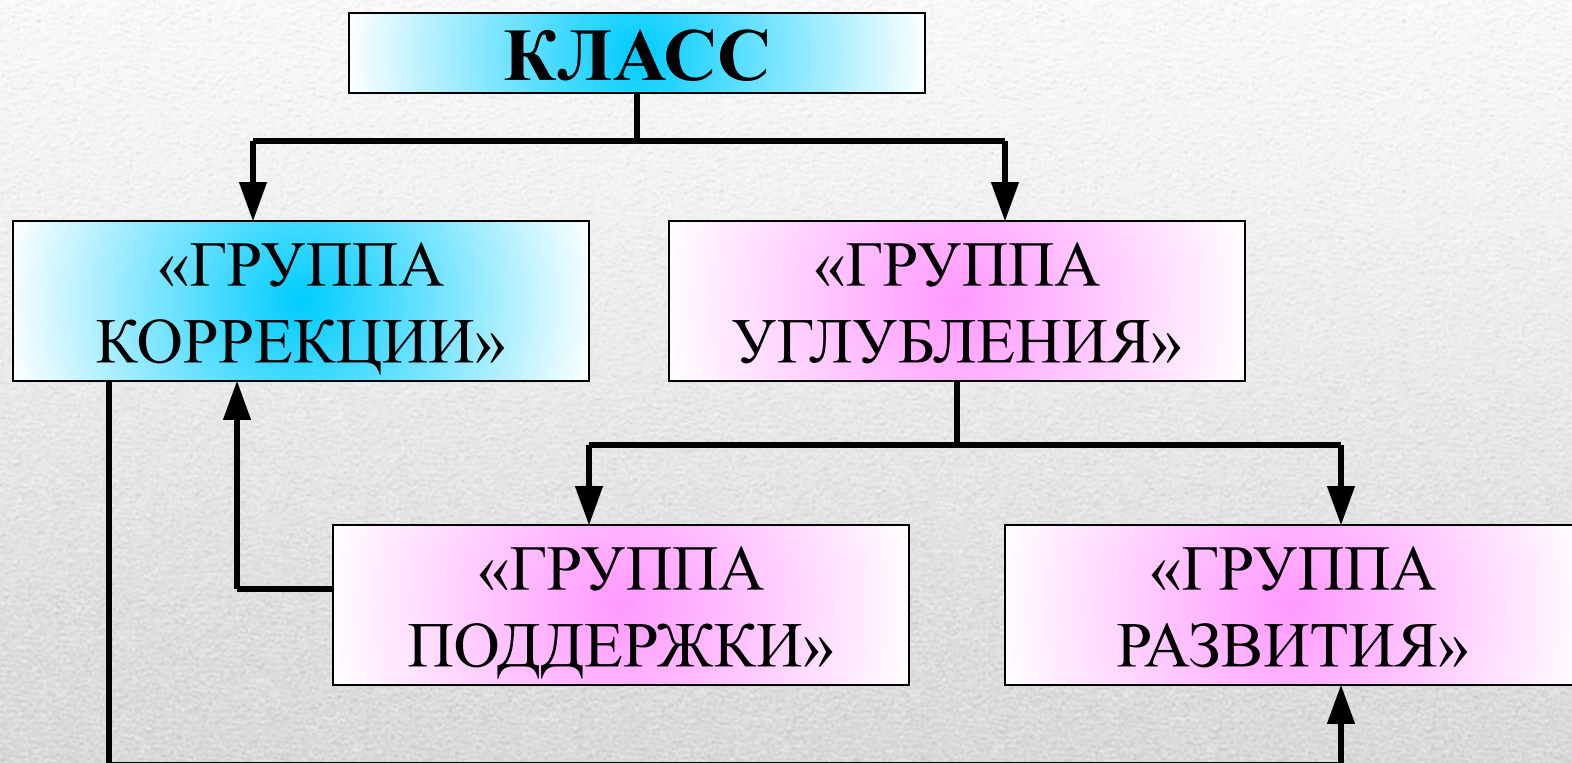 КЛАСС
«ГРУППА
КОРРЕКЦИИ»
«ГРУППА
УГЛУБЛЕНИЯ»
«ГРУППА
ПОДДЕРЖКИ»
«ГРУППА
РАЗВИТИЯ»